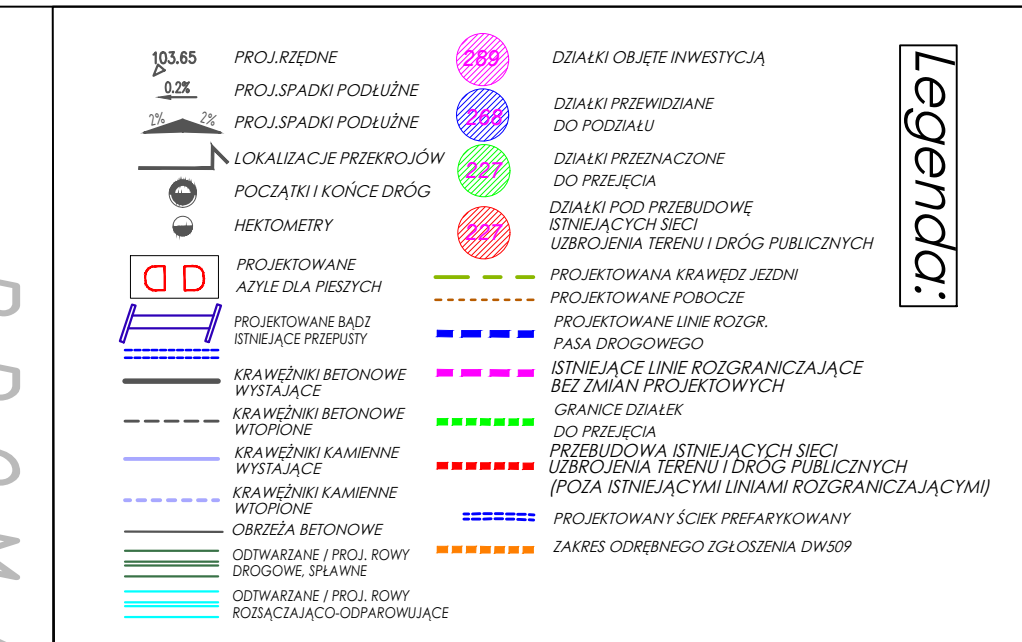 Legenda:
103.65
PROJ.RZĘDNE
0.2%
PROJ.SPADKI PODŁUŻNE
2% 2%
PROJ.SPADKI PODŁUŻNE
LOKALIZACJE PRZEKROJÓW
POCZĄTKI I KOŃCE DRÓG
HEKTOMETRY
PROJEKTOWANE
AZYLE DLA PIESZYCH
PROJEKTOWANE BĄDZ
ISTNIEJĄCE PRZEPUSTY
KRAWĘŻNIKI BETONOWE
WYSTAJĄCE
KRAWĘŻNIKI BETONOWE
WTOPIONE
KRAWĘŻNIKI KAMIENNE
WYSTAJĄCE
KRAWĘŻNIKI KAMIENNE
WTOPIONE
OBRZEŻA BETONOWE
ODTWARZANE / PROJ. ROWY
DROGOWE, SPŁAWNE
ODTWARZANE / PROJ. ROWY
ROZSĄCZAJĄCO-ODPAROWUJĄCE
289
DZIAŁKI OBJĘTE INWESTYCJĄ
268
DZIAŁKI PRZEWIDZIANE
DO PODZIAŁU
227
DZIAŁKI PRZEZNACZONE
DO PRZEJĘCIA
227
DZIAŁKI POD PRZEBUDOWĘ
ISTNIEJĄCYCH SIECI
UZBROJENIA TERENU I DRÓG PUBLICZNYCH
PROJEKTOWANA KRAWĘDZ JEZDNI
PROJEKTOWANE POBOCZE
PROJEKTOWANE LINIE ROZGR.
PASA DROGOWEGO
ISTNIEJĄCE LINIE ROZGRANICZAJĄCE
BEZ ZMIAN PROJEKTOWYCH
GRANICE DZIAŁEK
DO PRZEJĘCIA
PRZEBUDOWA ISTNIEJĄCYCH SIECI
UZBROJENIA TERENU I DRÓG PUBLICZNYCH
(POZA ISTNIEJĄCYMI LINIAMI ROZGRANICZAJĄCYMI)
PROJEKTOWANY ŚCIEK PREFARYKOWANY
ZAKRES ODRĘBNEGO ZGŁOSZENIA DW509